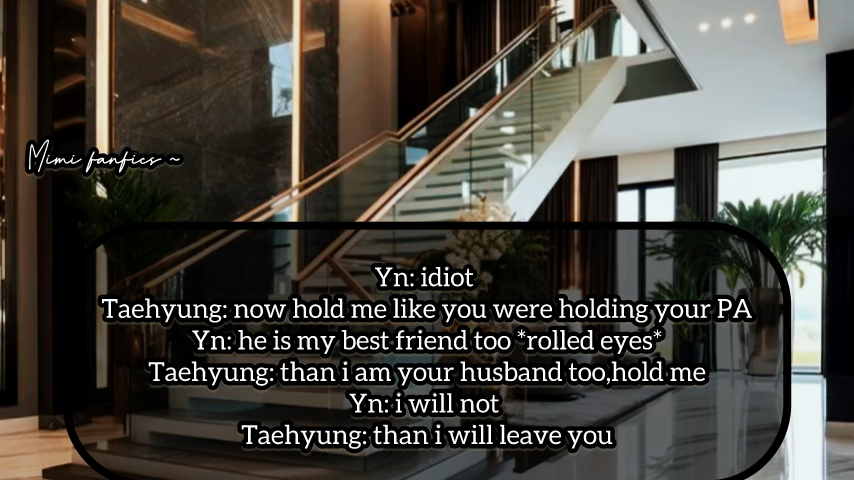 Mimi fanfics ~
Yn: idiot
Taehyung: now hold me like you were holding your PA
Yn: he is my best friend too *rolled eyes*
Taehyung: than i am your husband too,hold me
Yn: i will not
Taehyung: than i will leave you